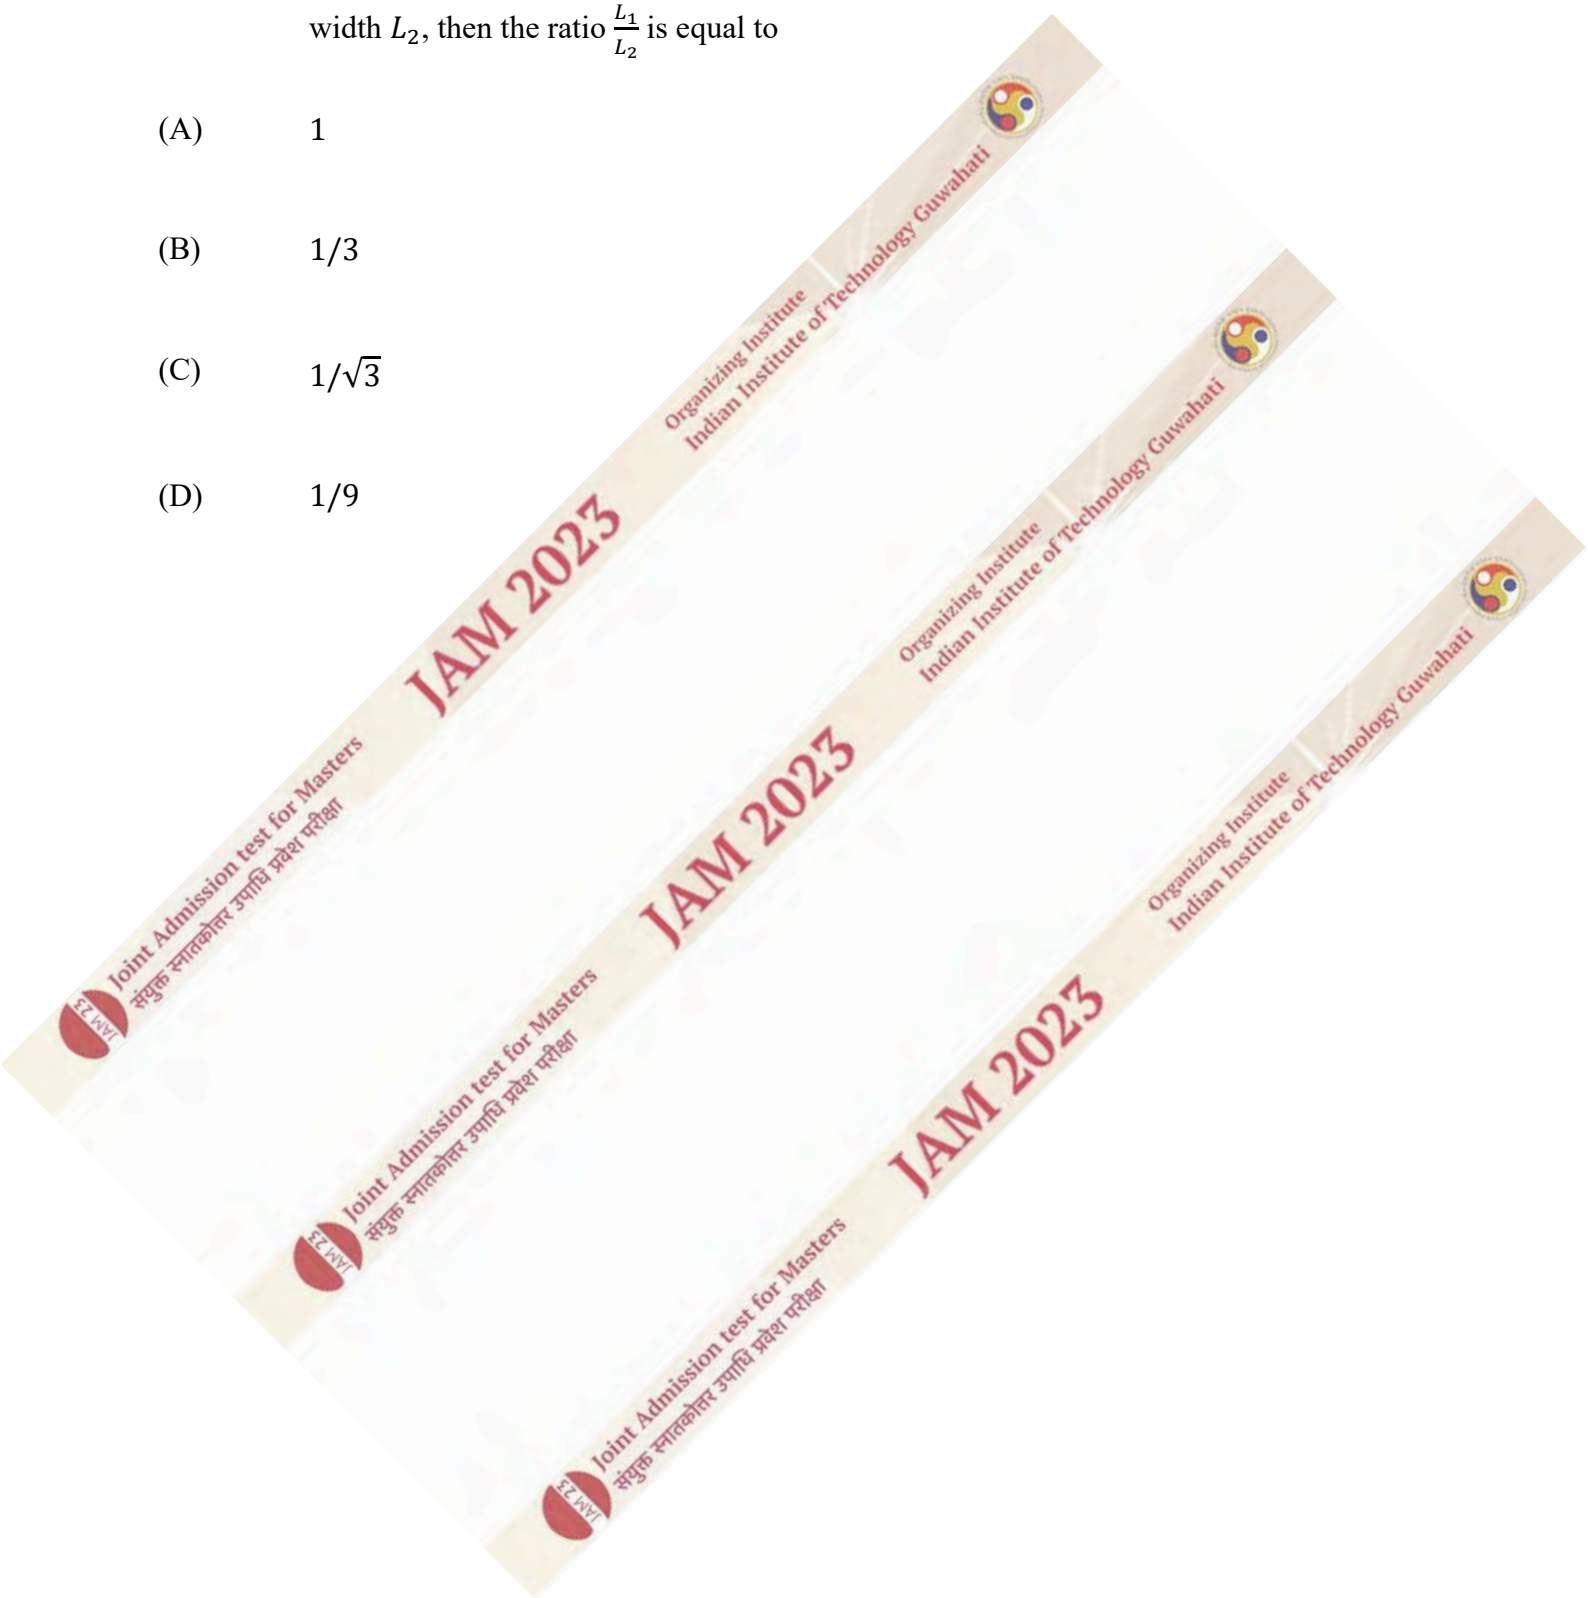 width 𝐿₂, then the ratio 𝐿₁/𝐿₂ is equal to
(A) 1
(B) 1/3
(C) 1/√3
(D) 1/9
Organizing Institute
Indian Institute of Technology Guwahati
JAM 2023
Joint Admission test for Masters
संयुक्त स्नातकोत्तर उपाधि प्रवेश परीक्षा
JAM 23
Organizing Institute
Indian Institute of Technology Guwahati
JAM 2023
Joint Admission test for Masters
संयुक्त स्नातकोत्तर उपाधि प्रवेश परीक्षा
JAM 23
Organizing Institute
Indian Institute of Technology Guwahati
JAM 2023
Joint Admission test for Masters
संयुक्त स्नातकोत्तर उपाधि प्रवेश परीक्षा
JAM 23